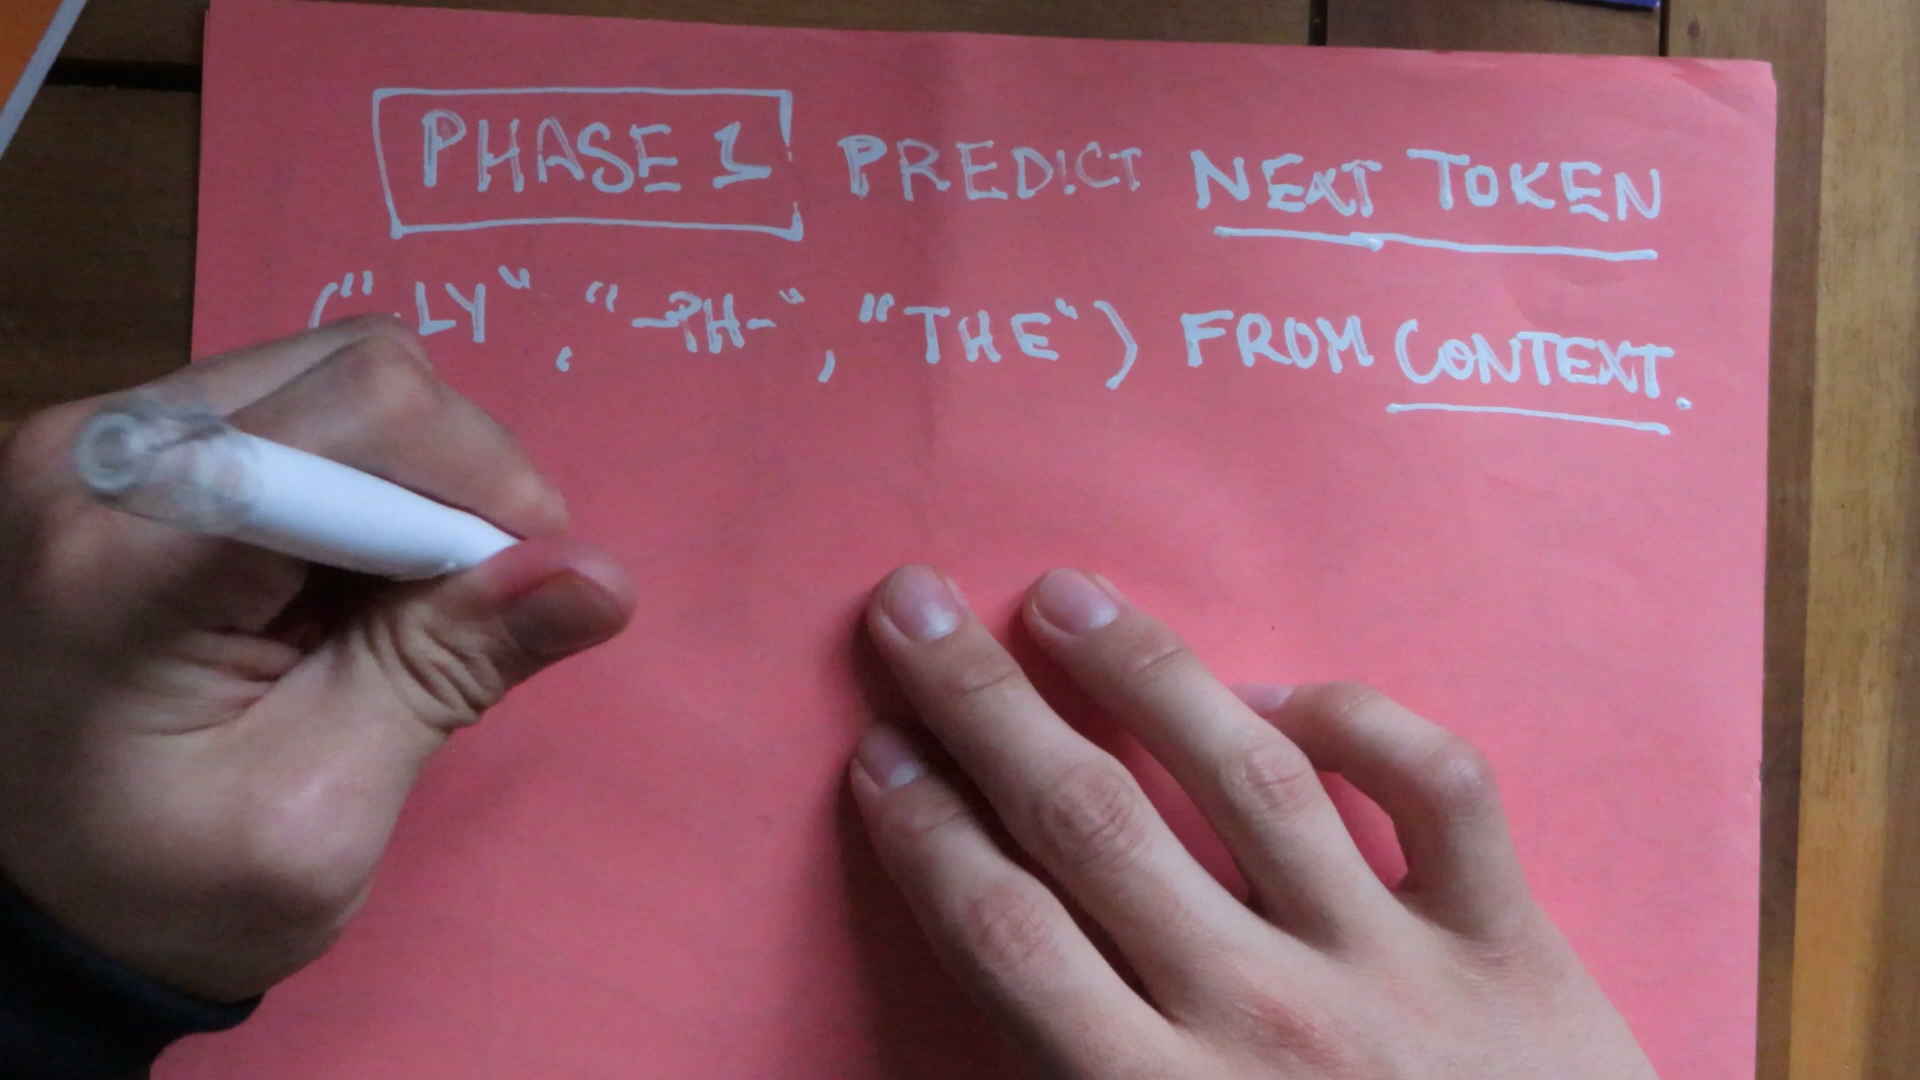 PHASE 1 PREDICT NEXT TOKEN
("-LY", "-PH-", "THE") FROM CONTEXT.